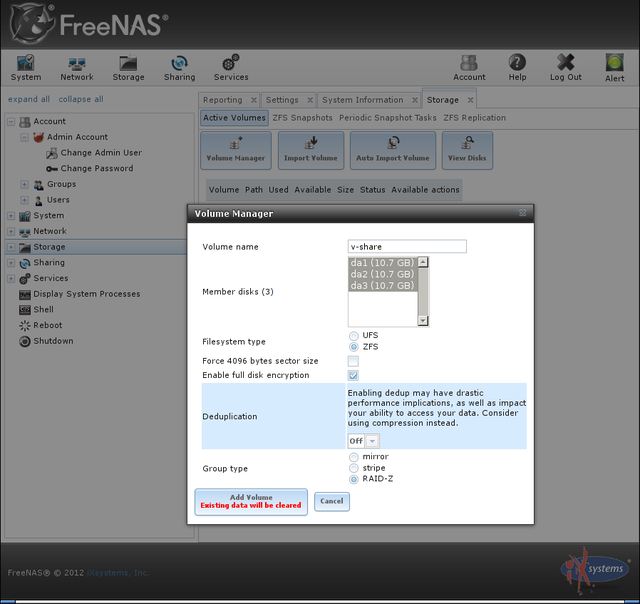 FreeNAS®
System Network Storage Sharing Services Account Help Log Out Alert
expand all collapse all
Reporting Settings System Information Storage
Active Volumes ZFS Snapshots Periodic Snapshot Tasks ZFS Replication
Volume Manager Import Volume Auto Import Volume View Disks
Volume Path Used Available Size Status Available actions
Account
Admin Account
Change Admin User
Change Password
Groups
Users
System
Network
Storage
Sharing
Services
Display System Processes
Shell
Reboot
Shutdown
Volume Manager
Volume name v-share
Member disks (3)
da1 (10.7 GB)
da2 (10.7 GB)
da3 (10.7 GB)
Filesystem type
UFS
ZFS
Force 4096 bytes sector size
Enable full disk encryption
Deduplication
Enabling dedup may have drastic
performance implications, as well as impact
your ability to access your data. Consider
using compression instead.
Off
Group type
mirror
stripe
RAID-Z
Add Volume
Existing data will be cleared
Cancel
FreeNAS® © 2012 iXsystems, Inc.
iXsystems